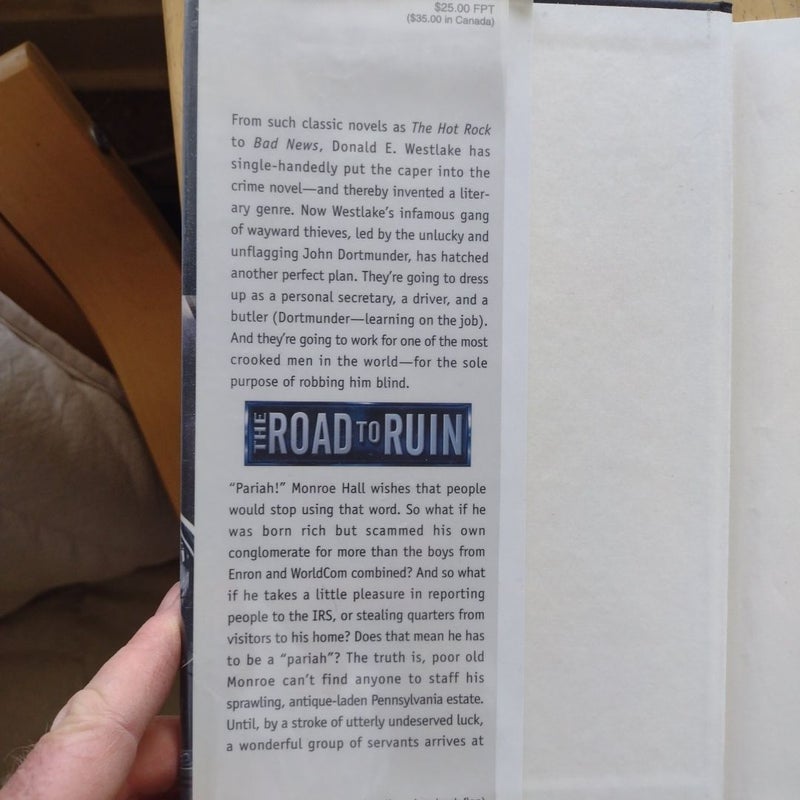 $25.00 FPT
($35.00 in Canada)
From such classic novels as The Hot Rock
to Bad News, Donald E. Westlake has
single-handedly put the caper into the
crime novel—and thereby invented a liter-
ary genre. Now Westlake's infamous gang
of wayward thieves, led by the unlucky and
unflagging John Dortmunder, has hatched
another perfect plan. They're going to dress
up as a personal secretary, a driver, and a
butler (Dortmunder—learning on the job).
And they're going to work for one of the most
crooked men in the world—for the sole
purpose of robbing him blind.
THE ROAD TO RUIN
"Pariah!" Monroe Hall wishes that people
would stop using that word. So what if he
was born rich but scammed his own
conglomerate for more than the boys from
Enron and WorldCom combined? And so what
if he takes a little pleasure in reporting
people to the IRS, or stealing quarters from
visitors to his home? Does that mean he has
to be a "pariah"? The truth is, poor old
Monroe can't find anyone to staff his
sprawling, antique-laden Pennsylvania estate.
Until, by a stroke of utterly undeserved luck,
a wonderful group of servants arrives at